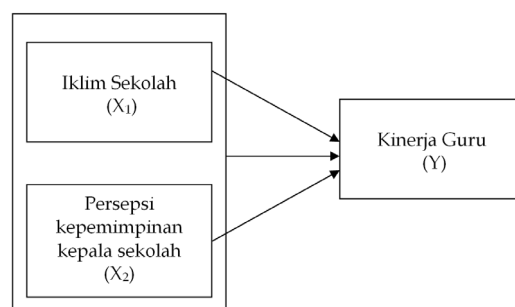 Iklim Sekolah
(X₁)
Kinerja Guru
(Y)
Persepsi
kepemimpinan
kepala sekolah
(X₂)